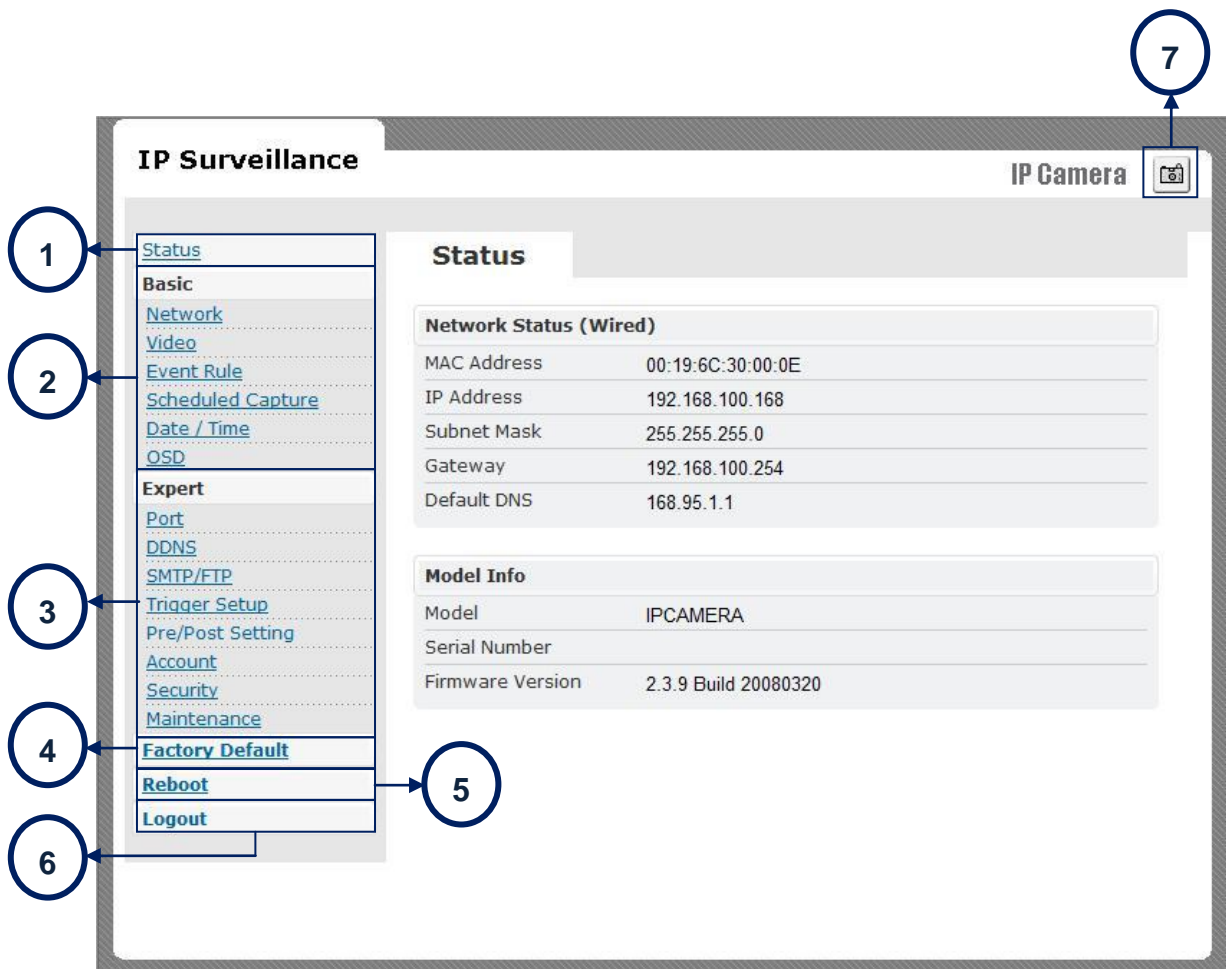 7
IP Surveillance
IP Camera
1
Status
Basic
Network
Video
2
Event Rule
Scheduled Capture
Date / Time
OSD
Expert
Port
DDNS
SMTP/FTP
3
Trigger Setup
Pre/Post Setting
Account
Security
Maintenance
4
Factory Default
Reboot
5
Logout
6
Status
Network Status (Wired)
MAC Address 00:19:6C:30:00:0E
IP Address 192.168.100.168
Subnet Mask 255.255.255.0
Gateway 192.168.100.254
Default DNS 168.95.1.1
Model Info
Model IPCAMERA
Serial Number
Firmware Version 2.3.9 Build 20080320